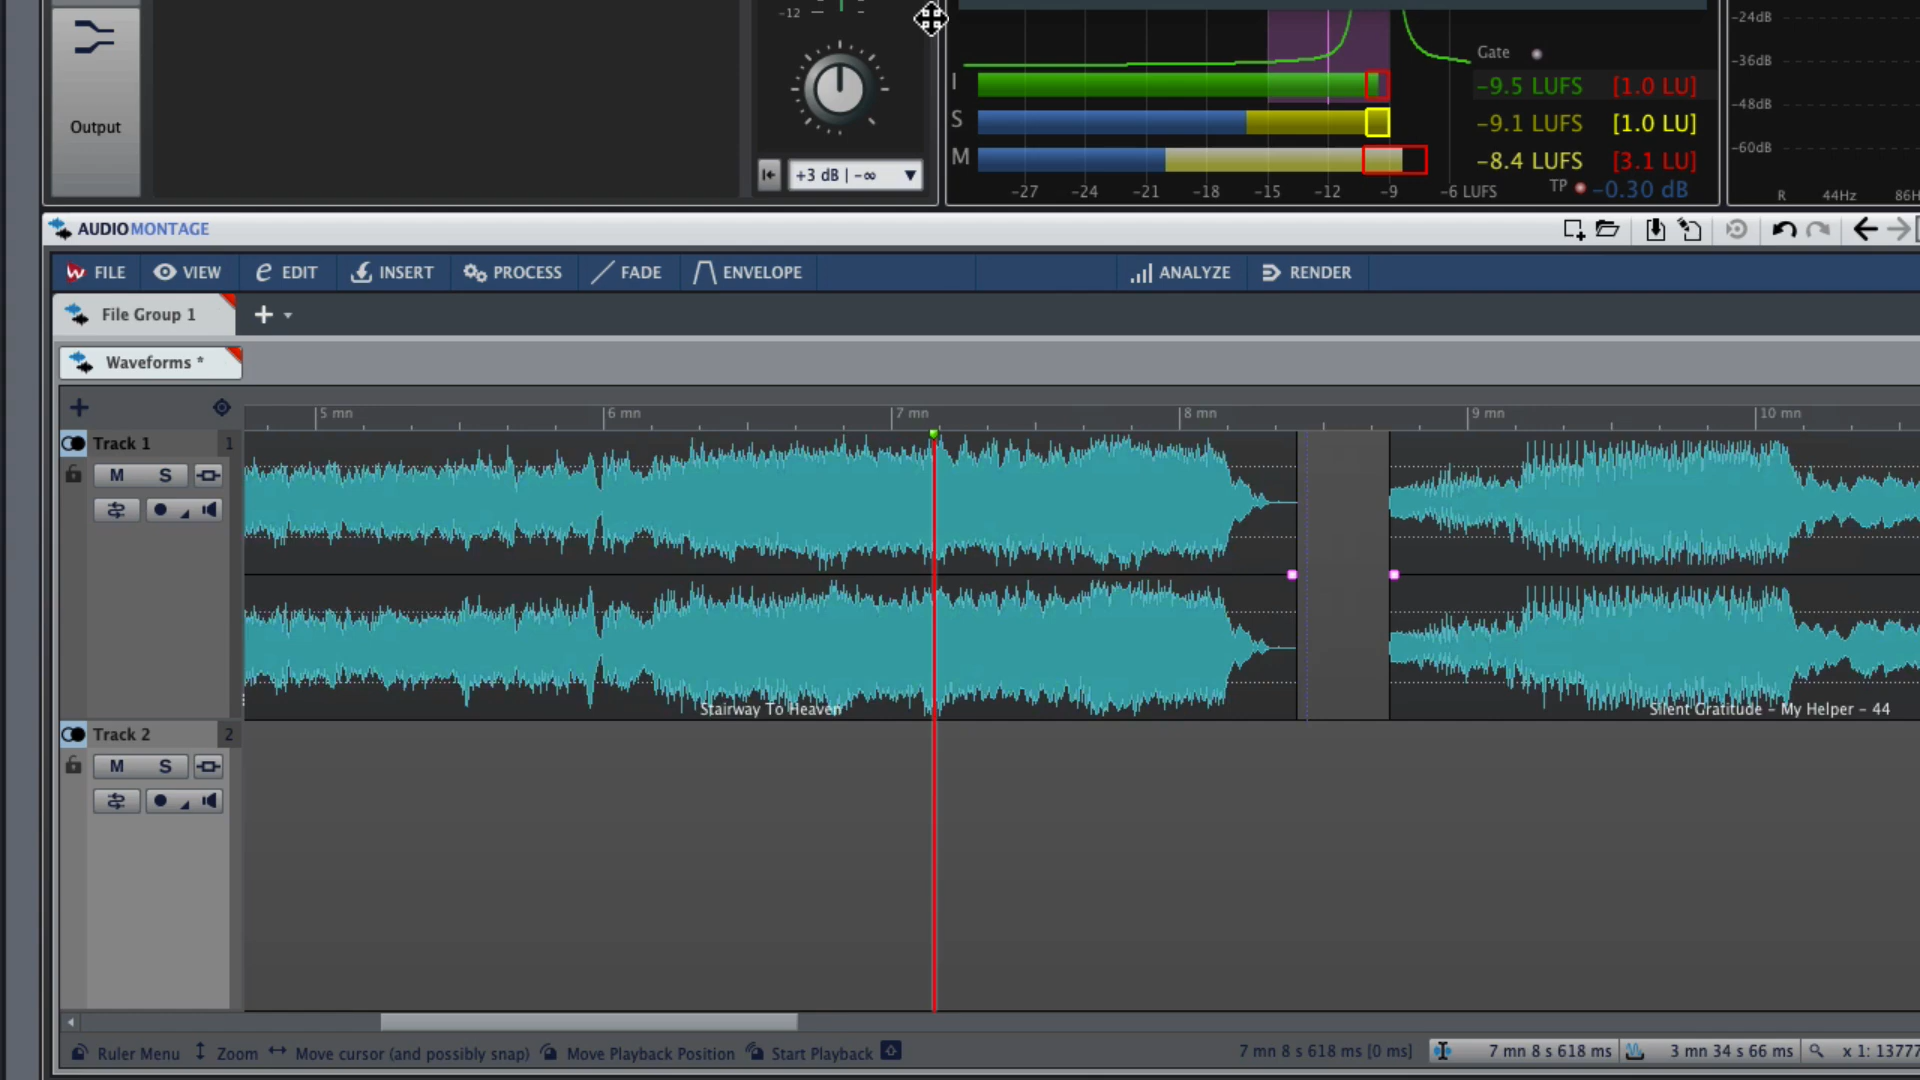 -12
-24dB
Gate
-36dB
I
-9.5 LUFS [1.0 LU]
-48dB
S
-9.1 LUFS [1.0 LU]
Output
-60dB
M
-8.4 LUFS [3.1 LU]
+3 dB | -∞
-27 -24 -21 -18 -15 -12 -9 -6 LUFS
TP -0.30 dB
R 44Hz 86H
AUDIOMONTAGE
FILE VIEW EDIT INSERT PROCESS FADE ENVELOPE ANALYZE RENDER
File Group 1
Waveforms *
5 mn 6 mn 7 mn 8 mn 9 mn 10 mn
Track 1 1
M S
Stairway To Heaven
Silent Gratitude - My Helper - 44
Track 2 2
M S
Ruler Menu Zoom Move cursor (and possibly snap) Move Playback Position Start Playback
7 mn 8 s 618 ms [0 ms] 7 mn 8 s 618 ms 3 mn 34 s 66 ms x 1: 13777